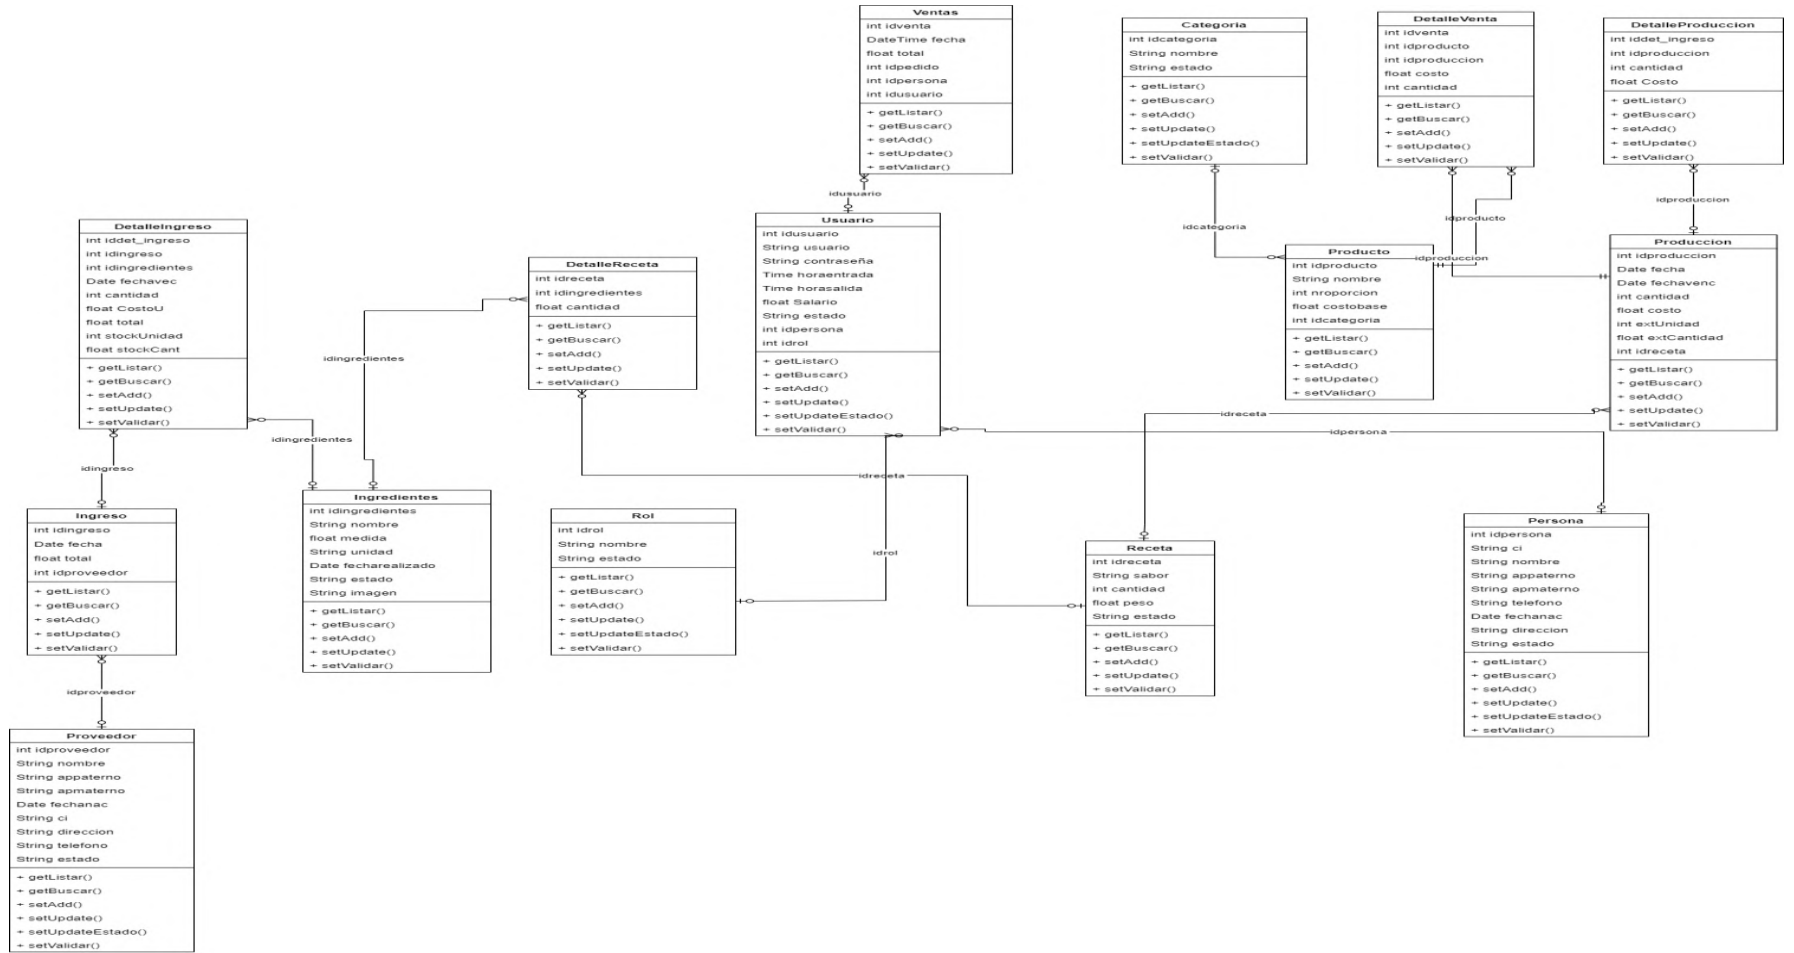 Ventas
int idventa
DateTime fecha
float total
int idpedido
int idpersona
int idusuario
+ getListar()
+ getBuscar()
+ setAdd()
+ setUpdate()
+ setValidar()
Categoria
int idcategoria
String nombre
String estado
+ getListar()
+ getBuscar()
+ setAdd()
+ setUpdate()
+ setUpdateEstado()
+ setValidar()
DetalleVenta
int idventa
int idproducto
int idproduccion
float costo
int cantidad
+ getListar()
+ getBuscar()
+ setAdd()
+ setUpdate()
+ setValidar()
DetalleProduccion
int iddet_ingreso
int idproduccion
int cantidad
float Costo
+ getListar()
+ getBuscar()
+ setAdd()
+ setUpdate()
+ setValidar()
idusuario
idcategoria
idproducto
idproduccion
idproduccion
DetalleIngreso
int iddet_ingreso
int idingreso
int idingredientes
Date fechavec
int cantidad
float CostoU
float total
int stockUnidad
float stockCant
+ getListar()
+ getBuscar()
+ setAdd()
+ setUpdate()
+ setValidar()
DetalleReceta
int idreceta
int idingredientes
float cantidad
+ getListar()
+ getBuscar()
+ setAdd()
+ setUpdate()
+ setValidar()
Usuario
int idusuario
String usuario
String contraseña
Time horaentrada
Time horasalida
float Salario
String estado
int idpersona
int idrol
+ getListar()
+ getBuscar()
+ setAdd()
+ setUpdate()
+ setUpdateEstado()
+ setValidar()
Producto
int idproducto
String nombre
int nroporcion
float costobase
int idcategoria
+ getListar()
+ getBuscar()
+ setAdd()
+ setUpdate()
+ setValidar()
Produccion
int idproduccion
Date fecha
Date fechavenc
int cantidad
float costo
int extUnidad
float extCantidad
int idreceta
+ getListar()
+ getBuscar()
+ setAdd()
+ setUpdate()
+ setValidar()
idingredientes
idingredientes
idreceta
idpersona
idingreso
idreceta
idrol
Ingreso
int idingreso
Date fecha
float total
int idproveedor
+ getListar()
+ getBuscar()
+ setAdd()
+ setUpdate()
+ setValidar()
Ingredientes
int idingredientes
String nombre
float medida
String unidad
Date fecharealizado
String estado
String imagen
+ getListar()
+ getBuscar()
+ setAdd()
+ setUpdate()
+ setValidar()
Rol
int idrol
String nombre
String estado
+ getListar()
+ getBuscar()
+ setAdd()
+ setUpdate()
+ setUpdateEstado()
+ setValidar()
Receta
int idreceta
String sabor
int cantidad
float peso
String estado
+ getListar()
+ getBuscar()
+ setAdd()
+ setUpdate()
+ setValidar()
Persona
int idpersona
String ci
String nombre
String appaterno
String apmaterno
String telefono
Date fechanac
String direccion
String estado
+ getListar()
+ getBuscar()
+ setAdd()
+ setUpdate()
+ setUpdateEstado()
+ setValidar()
idproveedor
Proveedor
int idproveedor
String nombre
String appaterno
String apmaterno
Date fechanac
String ci
String direccion
String telefono
String estado
+ getListar()
+ getBuscar()
+ setAdd()
+ setUpdate()
+ setUpdateEstado()
+ setValidar()